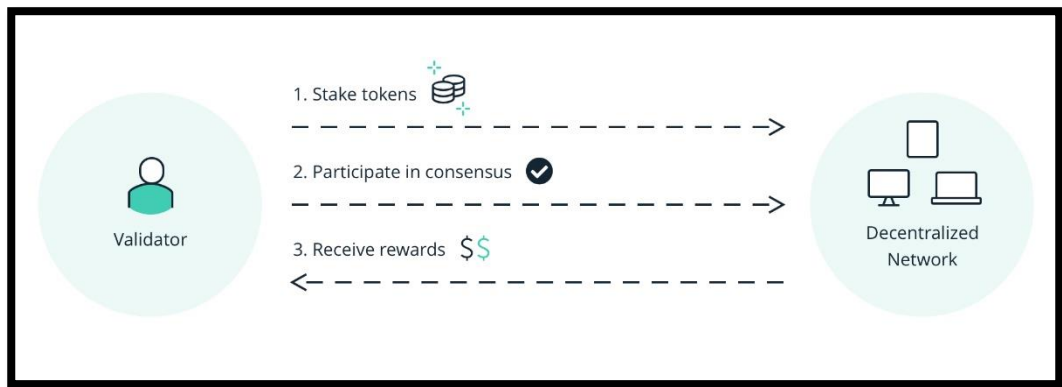 1. Stake tokens
2. Participate in consensus
3. Receive rewards $$
Validator
Decentralized
Network